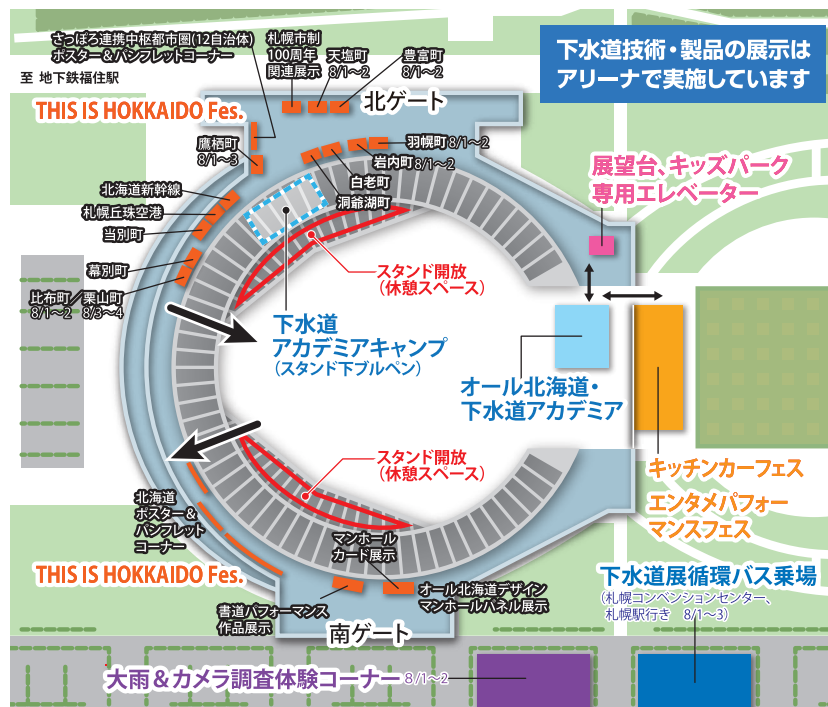 下水道技術・製品の展示は
アリーナで実施しています
さっぽろ連携中枢都市圏(12自治体)
ポスター＆パンフレットコーナー
札幌市制
100周年
関連展示
天塩町
8/1～2
豊富町
8/1～2
至 地下鉄福住駅
THIS IS HOKKAIDO Fes.
北ゲート
鷹栖町
8/1～3
羽幌町 8/1～2
岩内町 8/1～2
白老町
洞爺湖町
北海道新幹線
札幌丘珠空港
当別町
幕別町
比布町／栗山町
8/1～2 8/3～4
展望台、キッズパーク
専用エレベーター
スタンド開放
（休憩スペース）
下水道
アカデミアキャンプ
（スタンド下ブルペン）
オール北海道・
下水道アカデミア
スタンド開放
（休憩スペース）
キッチンカーフェス
エンタメパフォー
マンスフェス
北海道
ポスター＆
パンフレット
コーナー
マンホール
カード展示
THIS IS HOKKAIDO Fes.
書道パフォーマンス
作品展示
オール北海道デザイン
マンホールパネル展示
南ゲート
下水道展循環バス乗場
（札幌コンベンションセンター、
札幌駅行き 8/1～3）
大雨＆カメラ調査体験コーナー 8/1～2